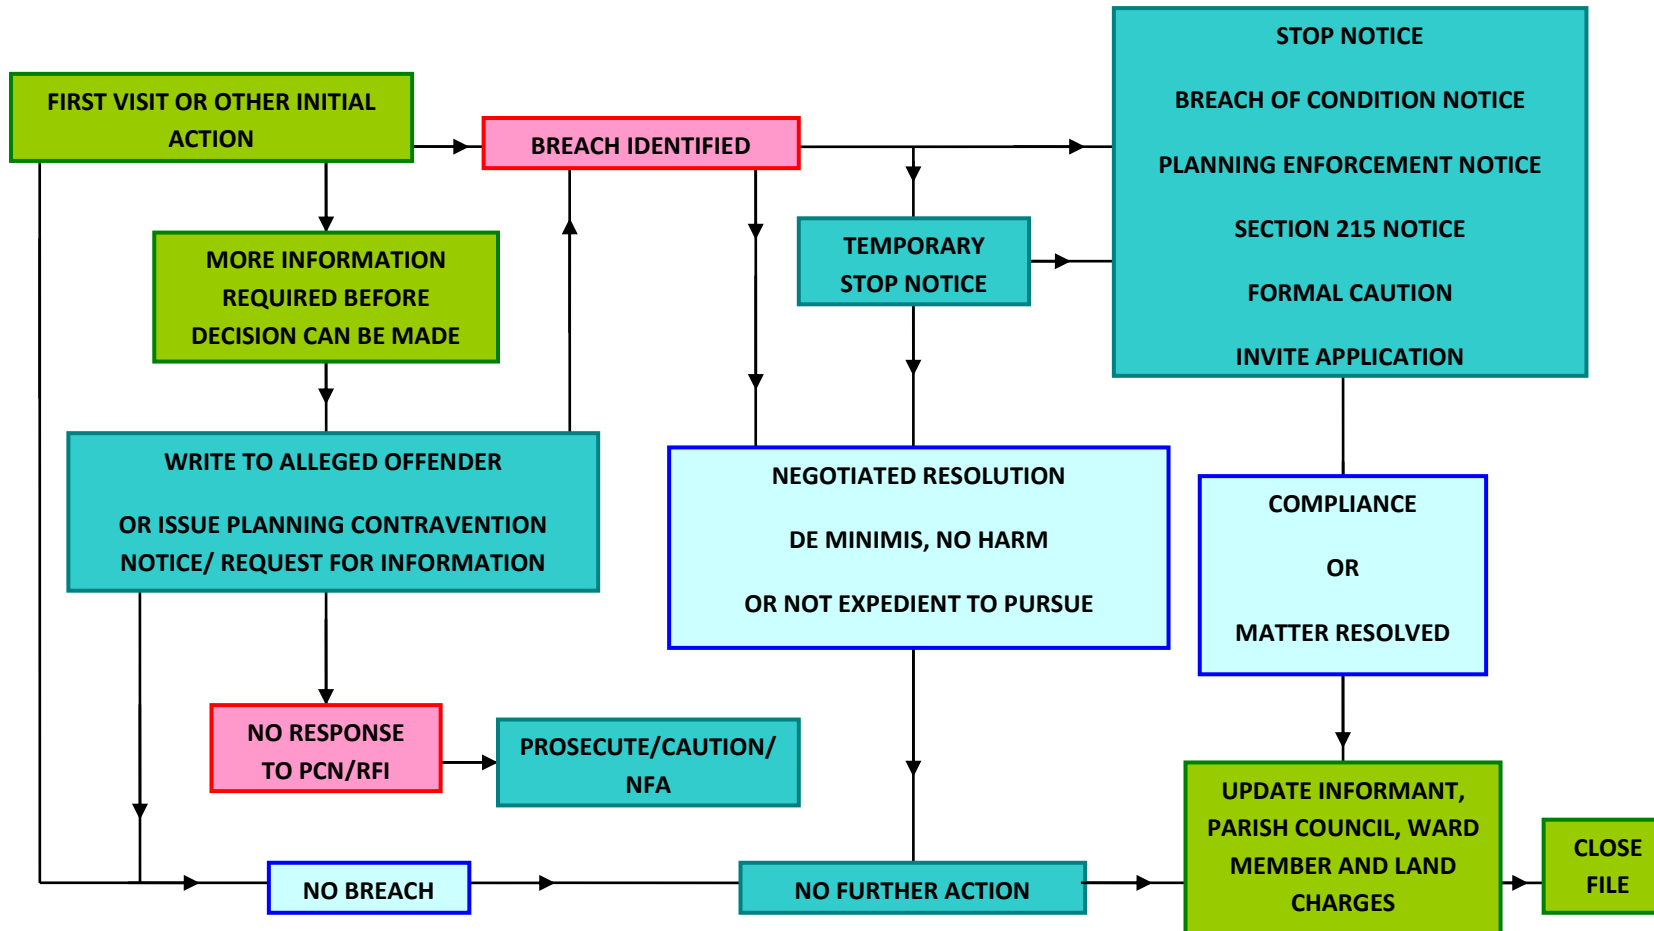 FIRST VISIT OR OTHER INITIAL
ACTION
BREACH IDENTIFIED
STOP NOTICE
BREACH OF CONDITION NOTICE
PLANNING ENFORCEMENT NOTICE
SECTION 215 NOTICE
FORMAL CAUTION
INVITE APPLICATION
MORE INFORMATION
REQUIRED BEFORE
DECISION CAN BE MADE
TEMPORARY
STOP NOTICE
WRITE TO ALLEGED OFFENDER
OR ISSUE PLANNING CONTRAVENTION
NOTICE/ REQUEST FOR INFORMATION
NEGOTIATED RESOLUTION
DE MINIMIS, NO HARM
OR NOT EXPEDIENT TO PURSUE
COMPLIANCE
OR
MATTER RESOLVED
NO RESPONSE
TO PCN/RFI
PROSECUTE/CAUTION/
NFA
NO BREACH
NO FURTHER ACTION
UPDATE INFORMANT,
PARISH COUNCIL, WARD
MEMBER AND LAND
CHARGES
CLOSE
FILE